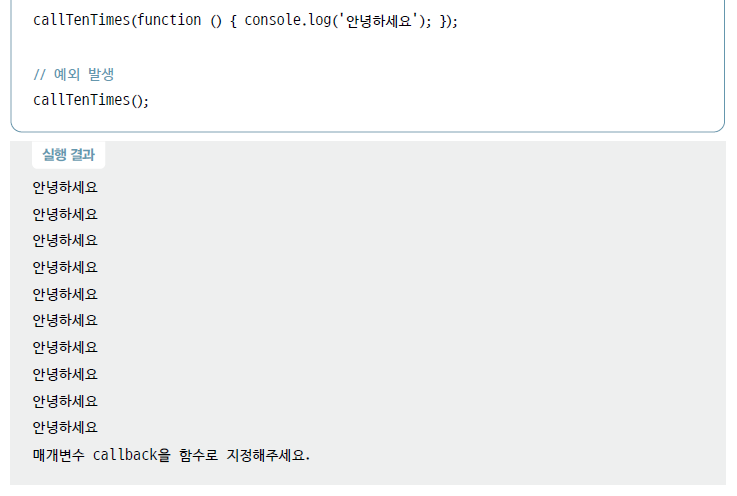 callTenTimes(function () { console.log('안녕하세요'); });
// 예외 발생
callTenTimes();
실행 결과
안녕하세요
안녕하세요
안녕하세요
안녕하세요
안녕하세요
안녕하세요
안녕하세요
안녕하세요
안녕하세요
안녕하세요
매개변수 callback을 함수로 지정해주세요.